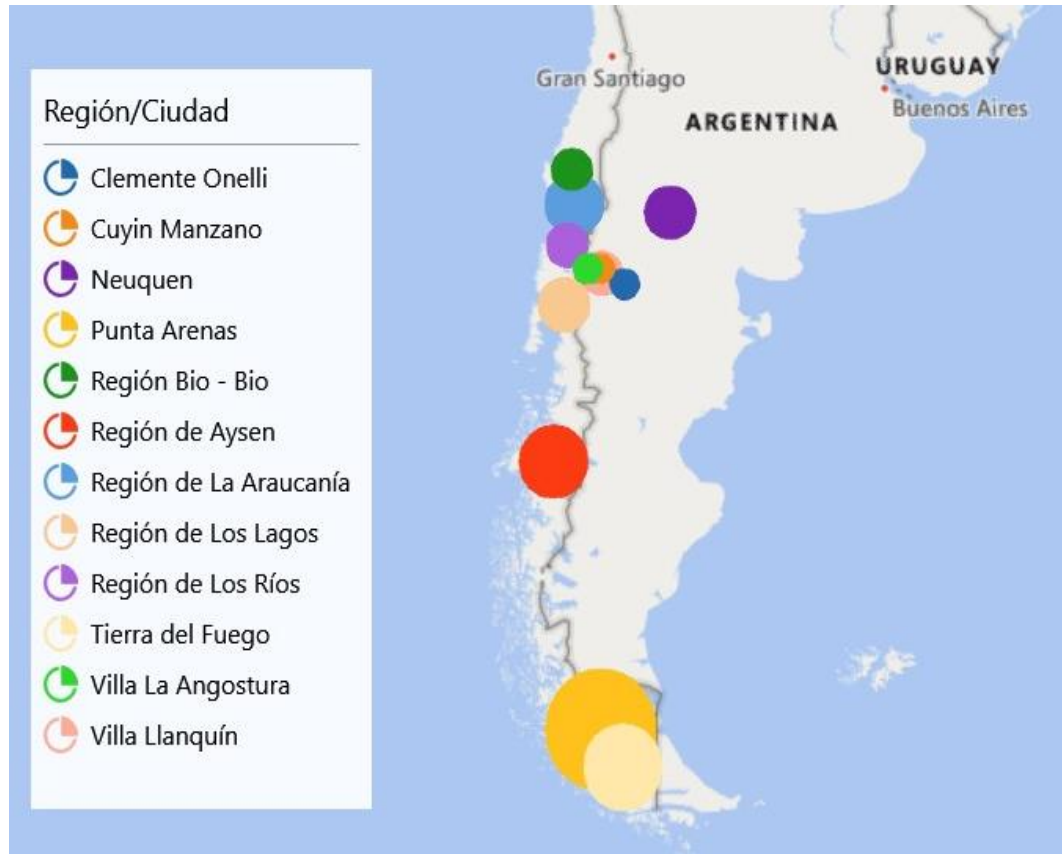 Región/Ciudad
Clemente Onelli
Cuyin Manzano
Neuquen
Punta Arenas
Región Bio - Bio
Región de Aysen
Región de La Araucanía
Región de Los Lagos
Región de Los Ríos
Tierra del Fuego
Villa La Angostura
Villa Llanquín
Gran Santiago
ARGENTINA
URUGUAY
Buenos Aires